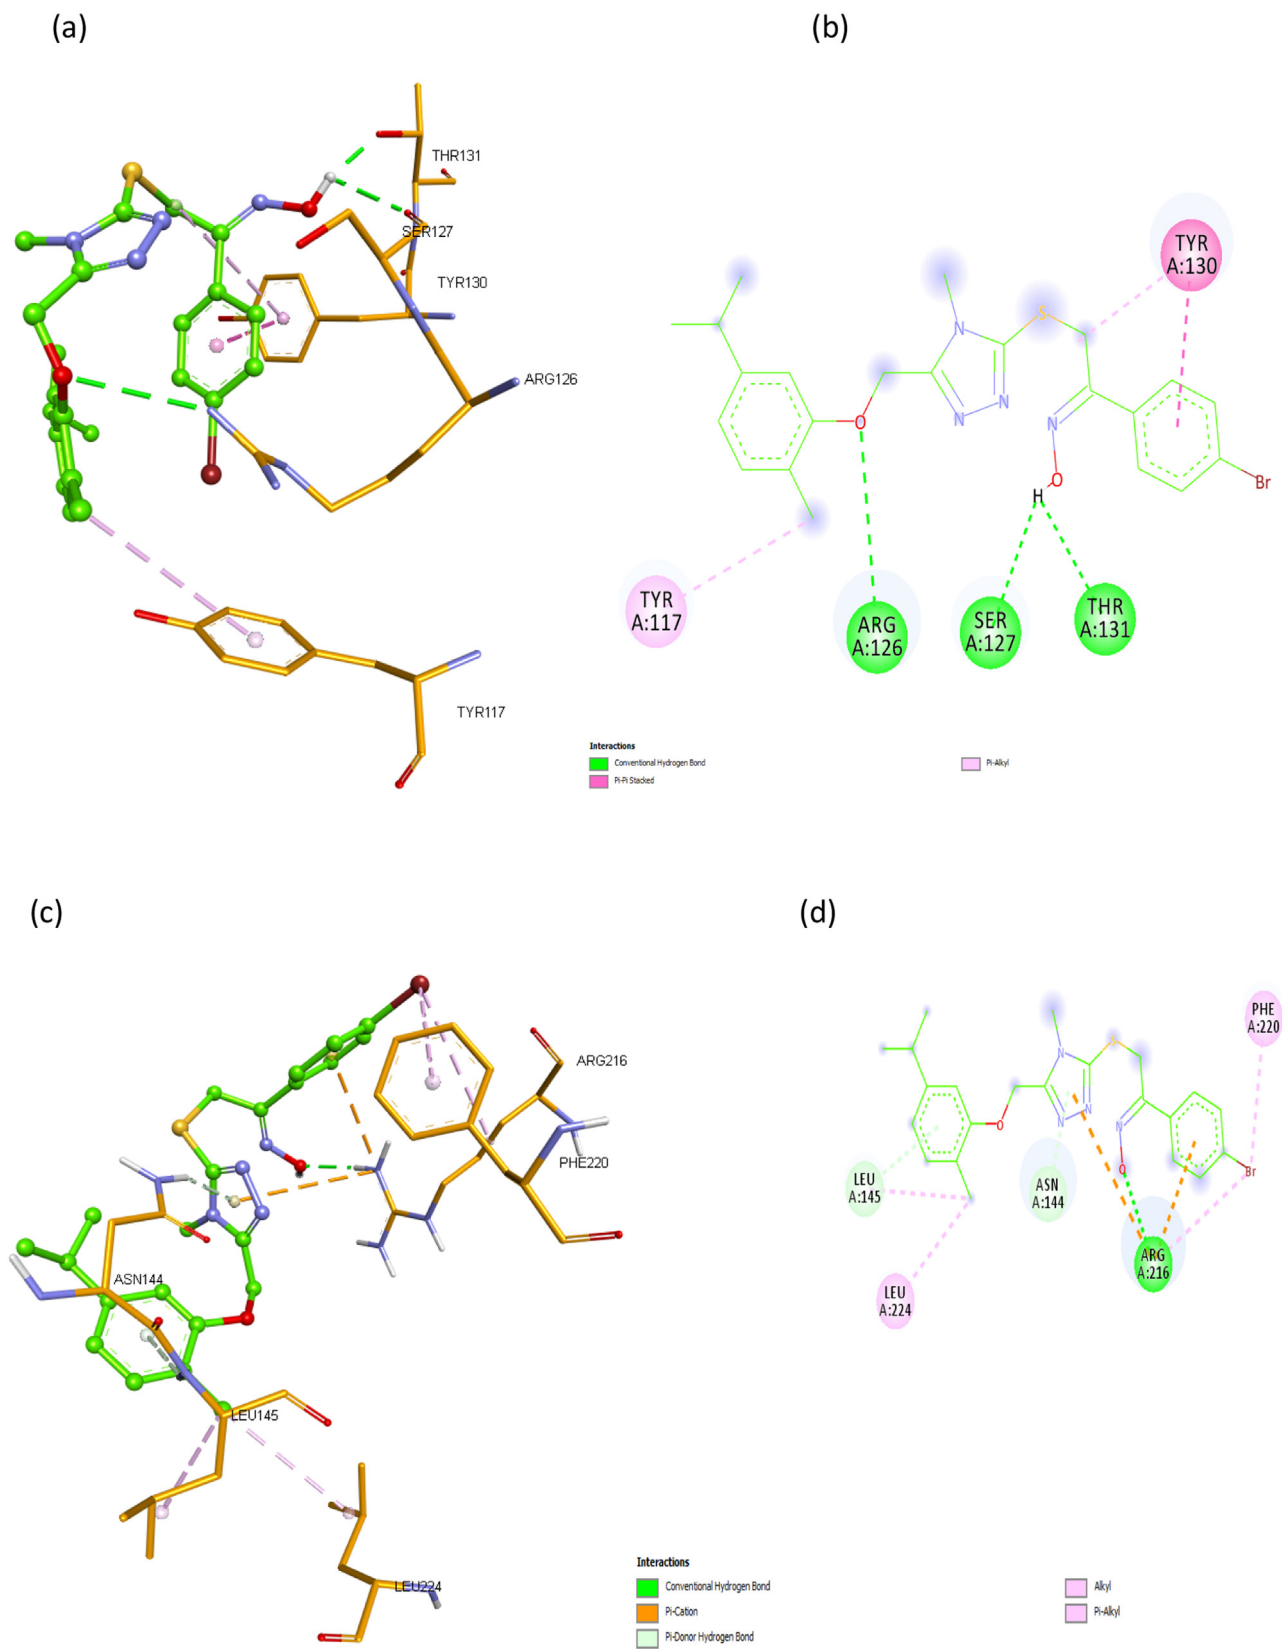 (a)
(b)
THR131
SER127
TYR130
ARG126
TYR117
TYR
A:130
N
S
N
N
N
O
O
H
Br
TYR
A:117
ARG
A:126
SER
A:127
THR
A:131
Interactions
Conventional Hydrogen Bond
Pi-Pi Stacked
Pi-Alkyl
(c)
(d)
ARG216
PHE220
ASN144
LEU145
LEU224
PHE
A:220
N
S
N
N
N
O
O
Br
LEU
A:145
ASN
A:144
ARG
A:216
LEU
A:224
Interactions
Conventional Hydrogen Bond
Pi-Cation
Pi-Donor Hydrogen Bond
Alkyl
Pi-Alkyl